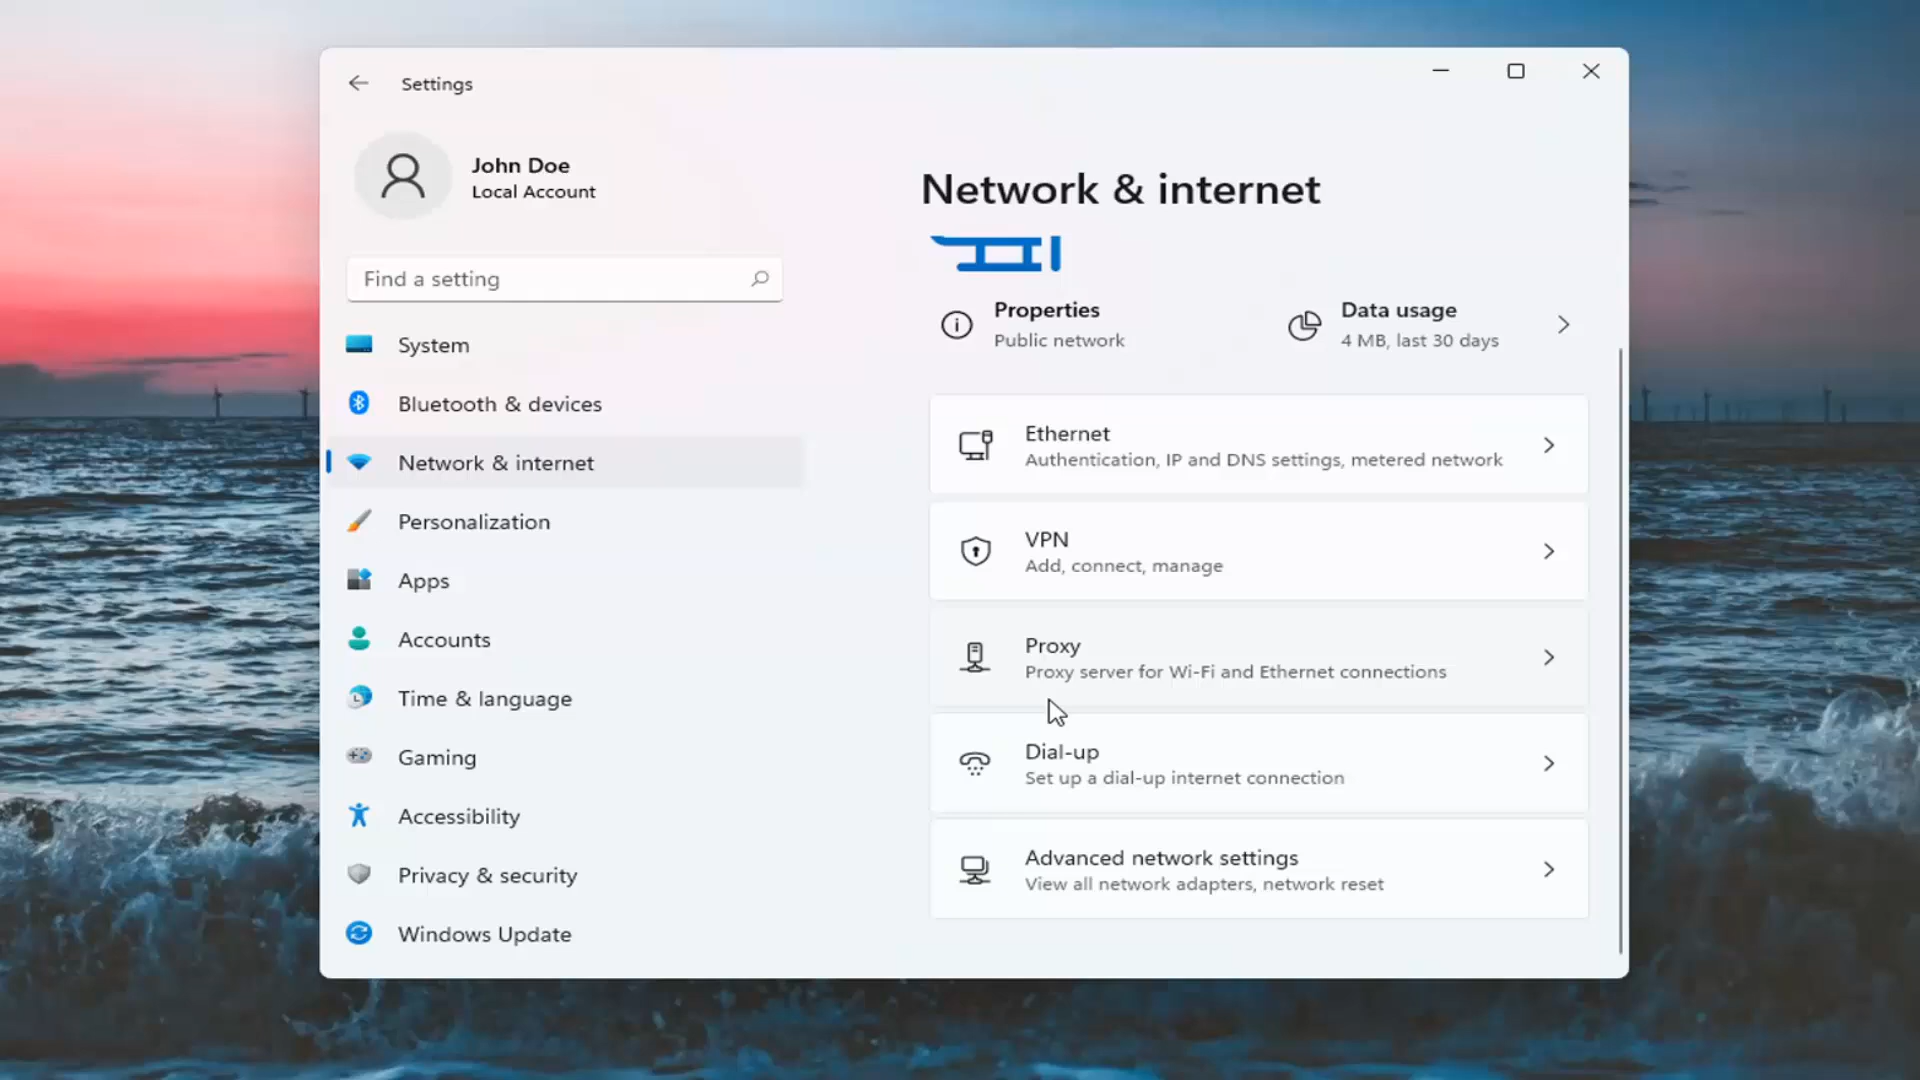 Settings
John Doe
Local Account
Find a setting
System
Bluetooth & devices
Network & internet
Personalization
Apps
Accounts
Time & language
Gaming
Accessibility
Privacy & security
Windows Update
Network & internet
Properties
Public network
Data usage
4 MB, last 30 days
Ethernet
Authentication, IP and DNS settings, metered network
VPN
Add, connect, manage
Proxy
Proxy server for Wi-Fi and Ethernet connections
Dial-up
Set up a dial-up internet connection
Advanced network settings
View all network adapters, network reset